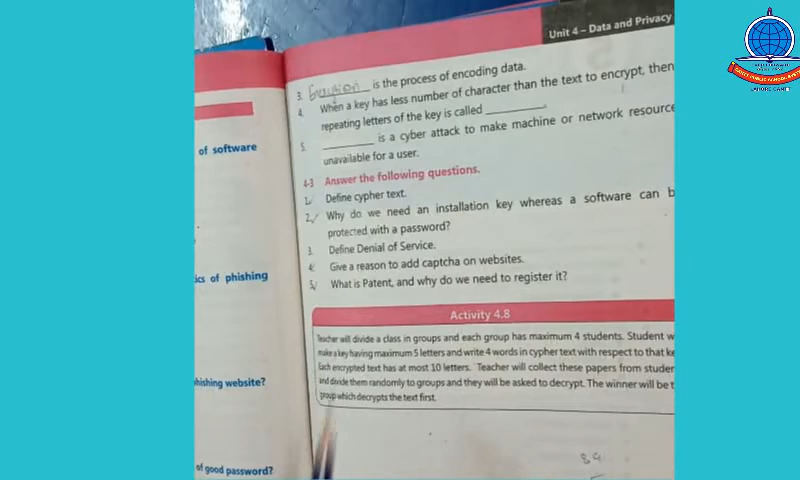 Unit 4 – Data and Privacy
3. is the process of encoding data.
4. When a key has less number of character than the text to encrypt, then
repeating letters of the key is called ________.
5. ________ is a cyber attack to make machine or network resource
unavailable for a user.
4-3 Answer the following questions.
1. Define cypher text.
2. Why do we need an installation key whereas a software can b
protected with a password?
3. Define Denial of Service.
4. Give a reason to add captcha on websites.
5. What is Patent, and why do we need to register it?
Activity 4.8
Teacher will divide a class in groups and each group has maximum 4 students. Student w
make a key having maximum 5 letters and write 4 words in cypher text with respect to that ke
Each encrypted text has at most 10 letters. Teacher will collect these papers from studen
and divide them randomly to groups and they will be asked to decrypt. The winner will be t
group which decrypts the text first.
89
of software
ics of phishing
hishing website?
of good password?
LAHORE CANTT